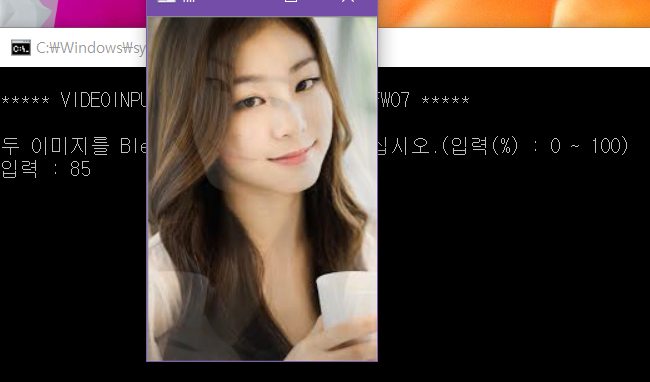 C:₩Windows₩sy
***** VIDEOINPU FW07 *****
두 이미지를 Ble 십시오.(입력(%) : 0 ~ 100)
입력 : 85